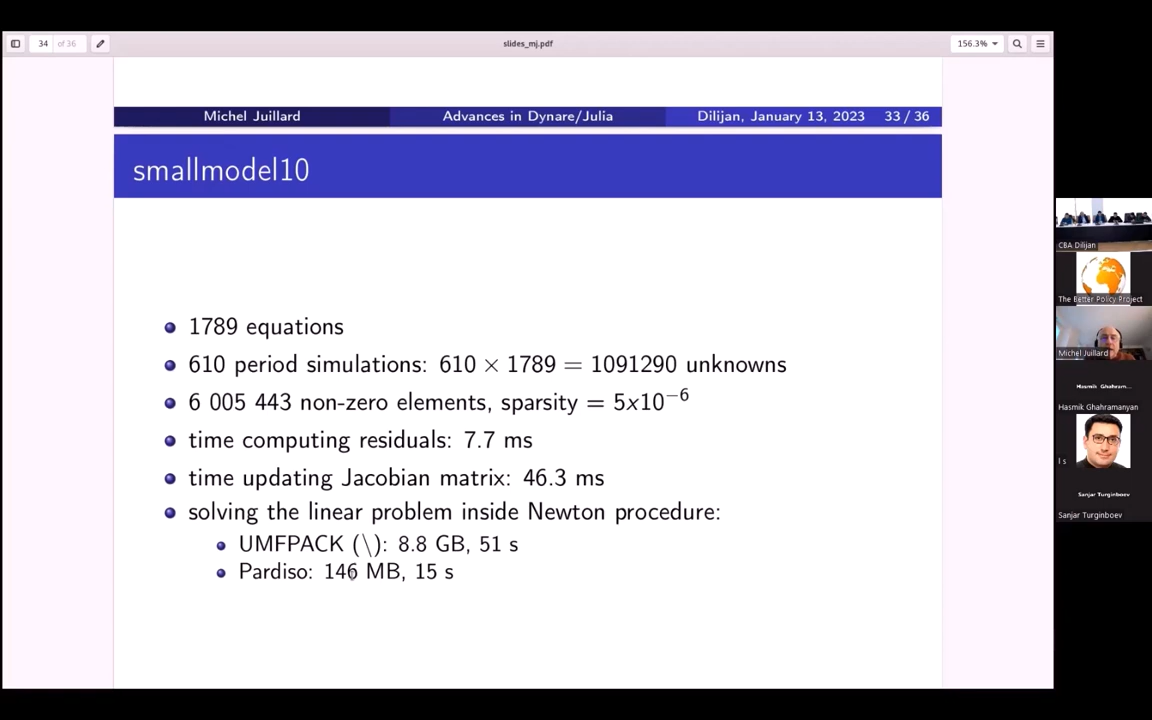 34 of 36
slides_mj.pdf
156.3%
Michel Juillard
Advances in Dynare/Julia
Dilijan, January 13, 2023 33 / 36
smallmodel10
1789 equations
610 period simulations: 610 × 1789 = 1091290 unknowns
6 005 443 non-zero elements, sparsity = 5x10⁻⁶
time computing residuals: 7.7 ms
time updating Jacobian matrix: 46.3 ms
solving the linear problem inside Newton procedure:
UMFPACK (\): 8.8 GB, 51 s
Pardiso: 146 MB, 15 s
CBA Dilijan
The Better Policy Project
Michel Juillard
Hasmik Ghahram...
Hasmik Ghahramanyan
I s
Sanjar Turginboev
Sanjar Turginboev